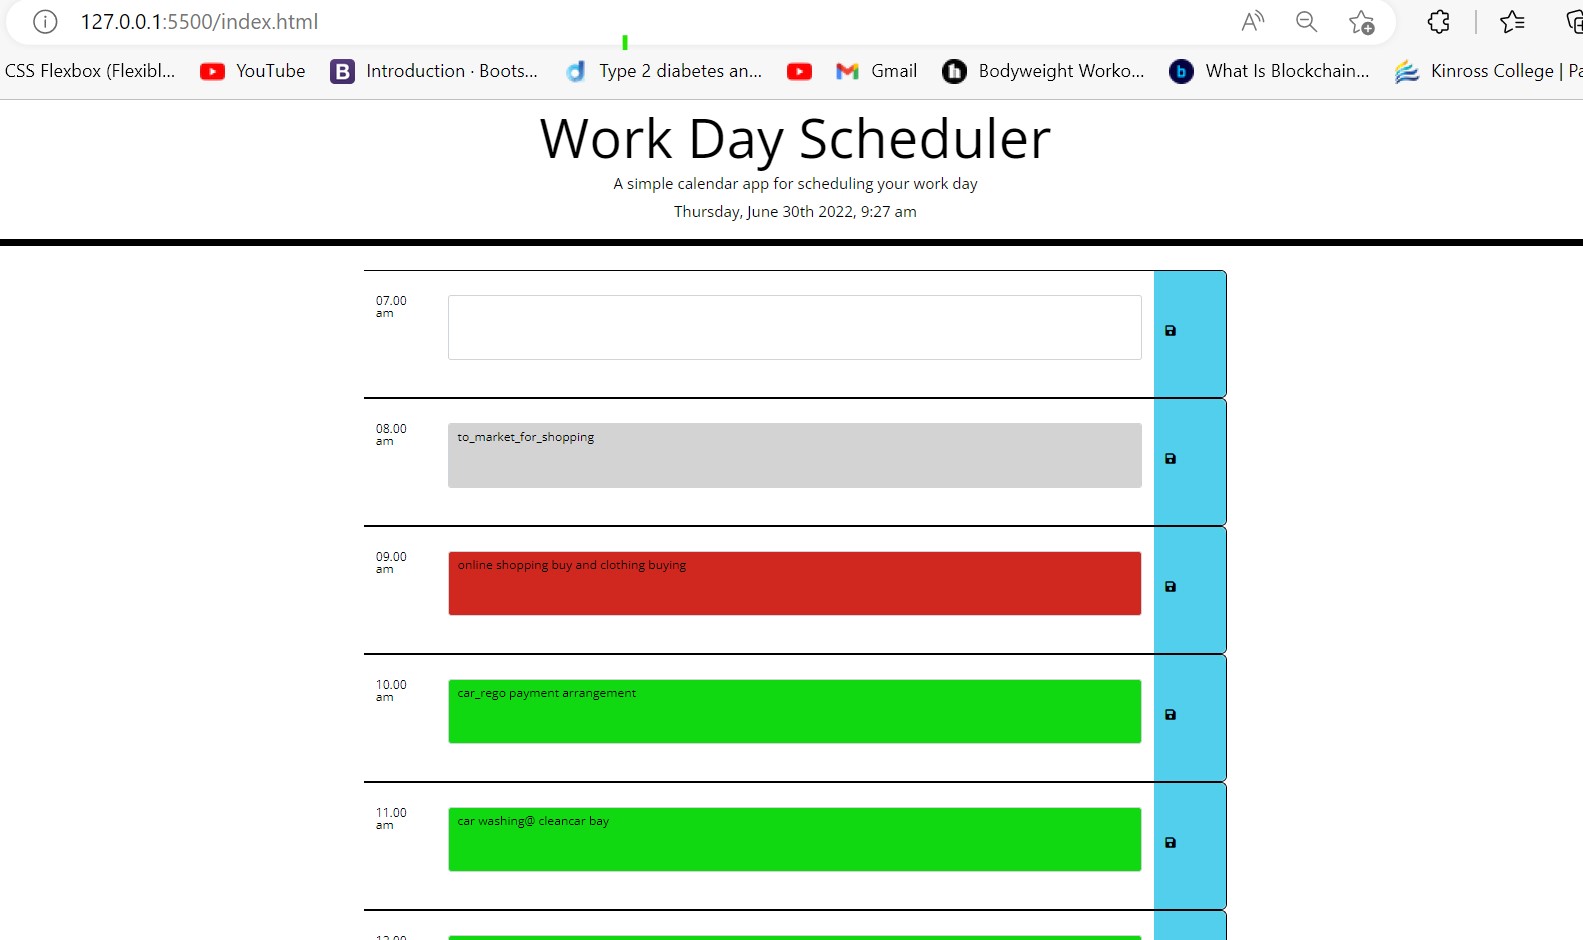 127.0.0.1:5500/index.html
CSS Flexbox (Flexibl... YouTube Introduction · Boots... Type 2 diabetes an... Gmail Bodyweight Worko... What Is Blockchain... Kinross College | Pa
Work Day Scheduler
A simple calendar app for scheduling your work day
Thursday, June 30th 2022, 9:27 am
07.00
am
08.00
am
to_market_for_shopping
09.00
am
online shopping buy and clothing buying
10.00
am
car_rego payment arrangement
11.00
am
car washing@ cleancar bay
12.00